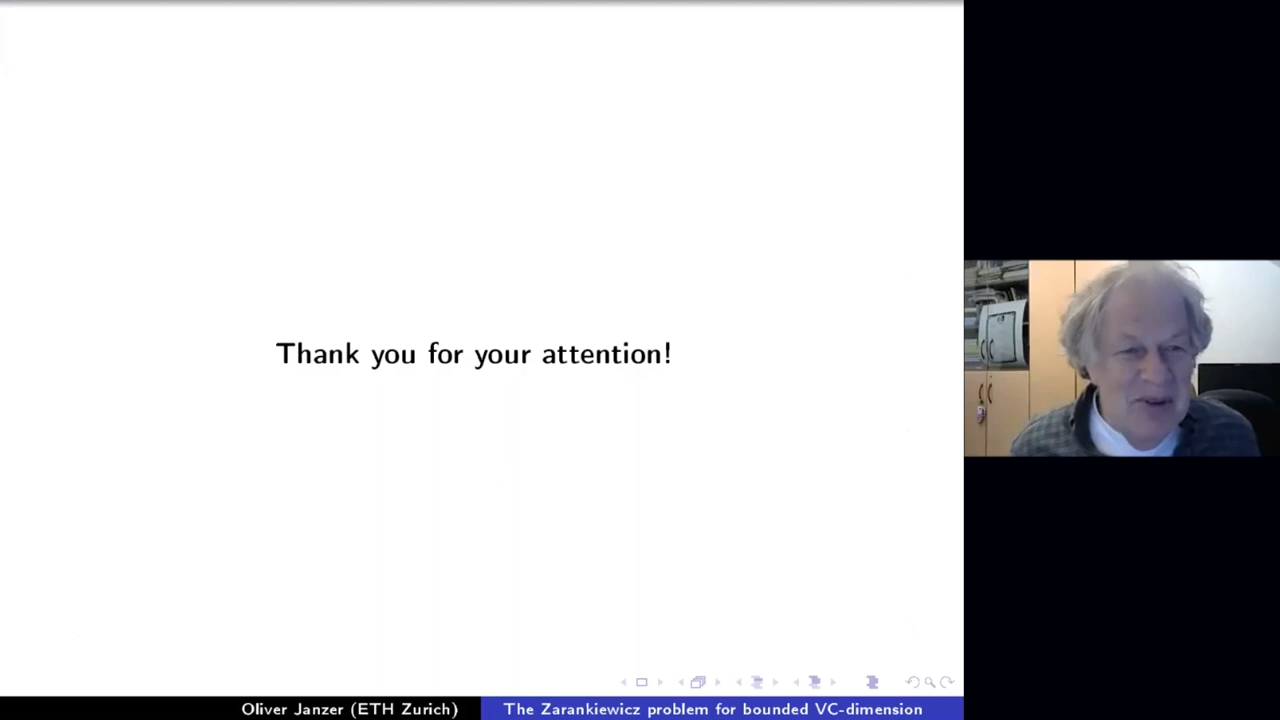 Thank you for your attention!
Oliver Janzer (ETH Zurich)
The Zarankiewicz problem for bounded VC-dimension